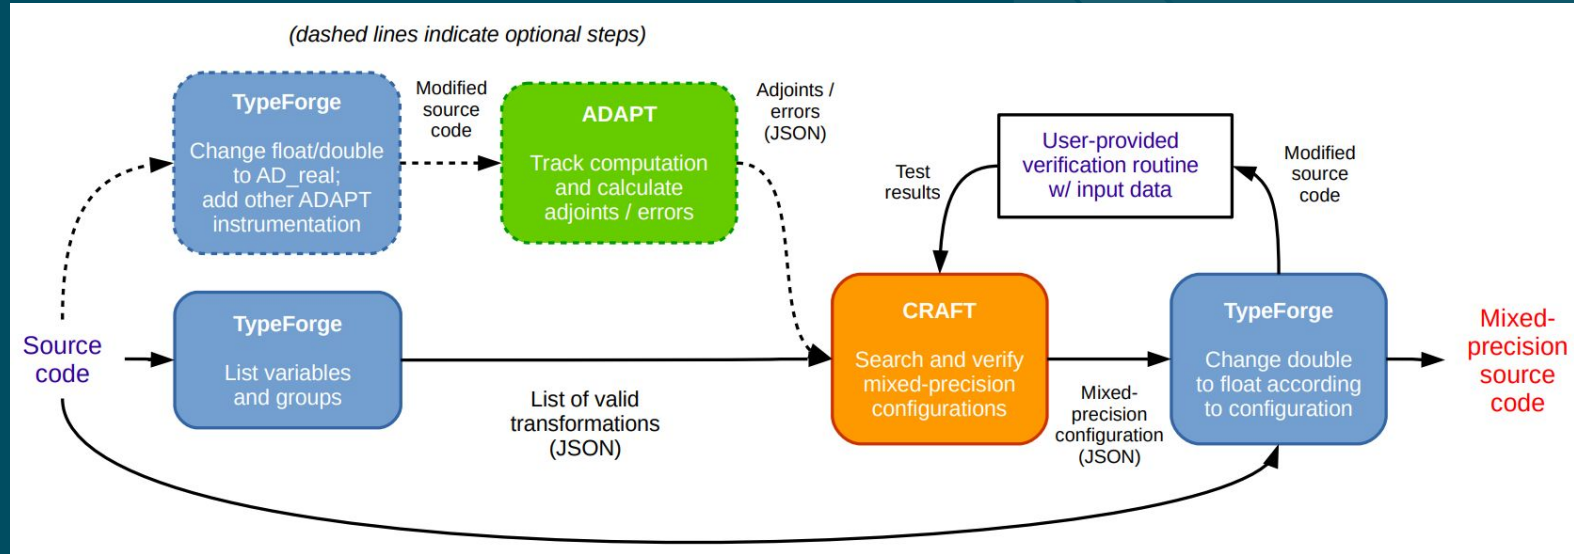 (dashed lines indicate optional steps)
TypeForge
Change float/double
to AD_real;
add other ADAPT
instrumentation
Modified
source
code
ADAPT
Track computation
and calculate
adjoints / errors
Adjoints /
errors
(JSON)
User-provided
verification routine
w/ input data
Test
results
Modified
source
code
Source
code
TypeForge
List variables
and groups
List of valid
transformations
(JSON)
CRAFT
Search and verify
mixed-precision
configurations
Mixed-
precision
configuration
(JSON)
TypeForge
Change double
to float according
to configuration
Mixed-
precision
source
code